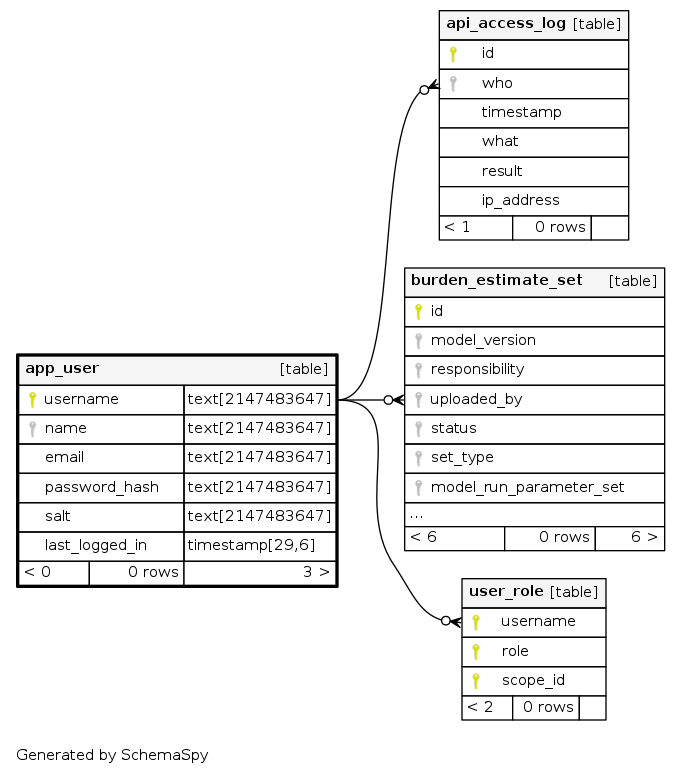 api_access_log [table]
id
who
timestamp
what
result
ip_address
< 1 0 rows
burden_estimate_set [table]
id
model_version
responsibility
uploaded_by
status
set_type
model_run_parameter_set
...
< 6 0 rows 6 >
app_user [table]
username text[2147483647]
name text[2147483647]
email text[2147483647]
password_hash text[2147483647]
salt text[2147483647]
last_logged_in timestamp[29,6]
< 0 0 rows 3 >
user_role [table]
username
role
scope_id
< 2 0 rows
Generated by SchemaSpy